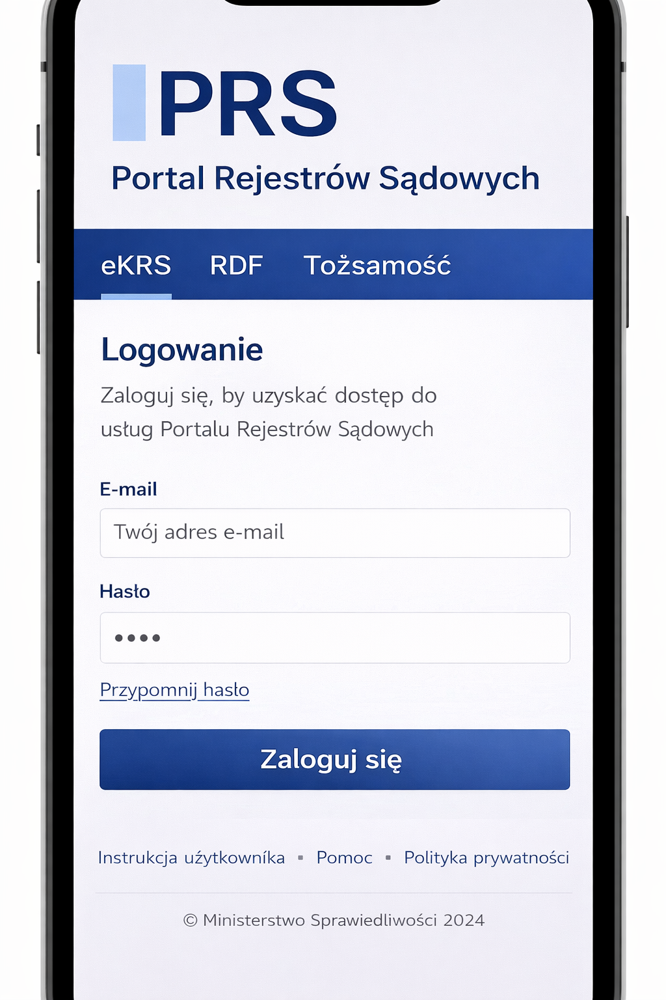 PRS
Portal Rejestrów Sądowych
eKRS RDF Tożsamość
Logowanie
Zaloguj się, by uzyskać dostęp do
usług Portalu Rejestrów Sądowych
E-mail
Twój adres e-mail
Hasło
••••
Przypomnij hasło
Zaloguj się
Instrukcja uźytkowníka ▪ Pomoc ▪ Polityka prywatności
© Ministerstwo Sprawiedliwości 2024